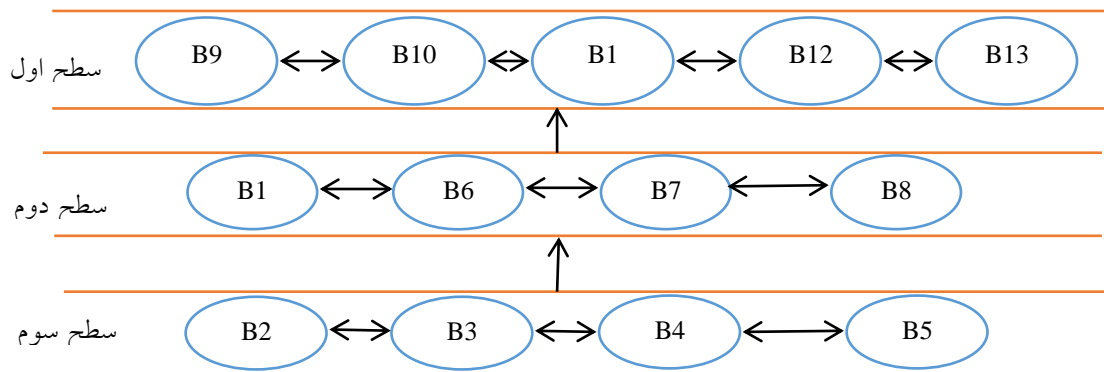 سطح اول B9 B10 B1 B12 B13
سطح دوم B1 B6 B7 B8
سطح سوم B2 B3 B4 B5